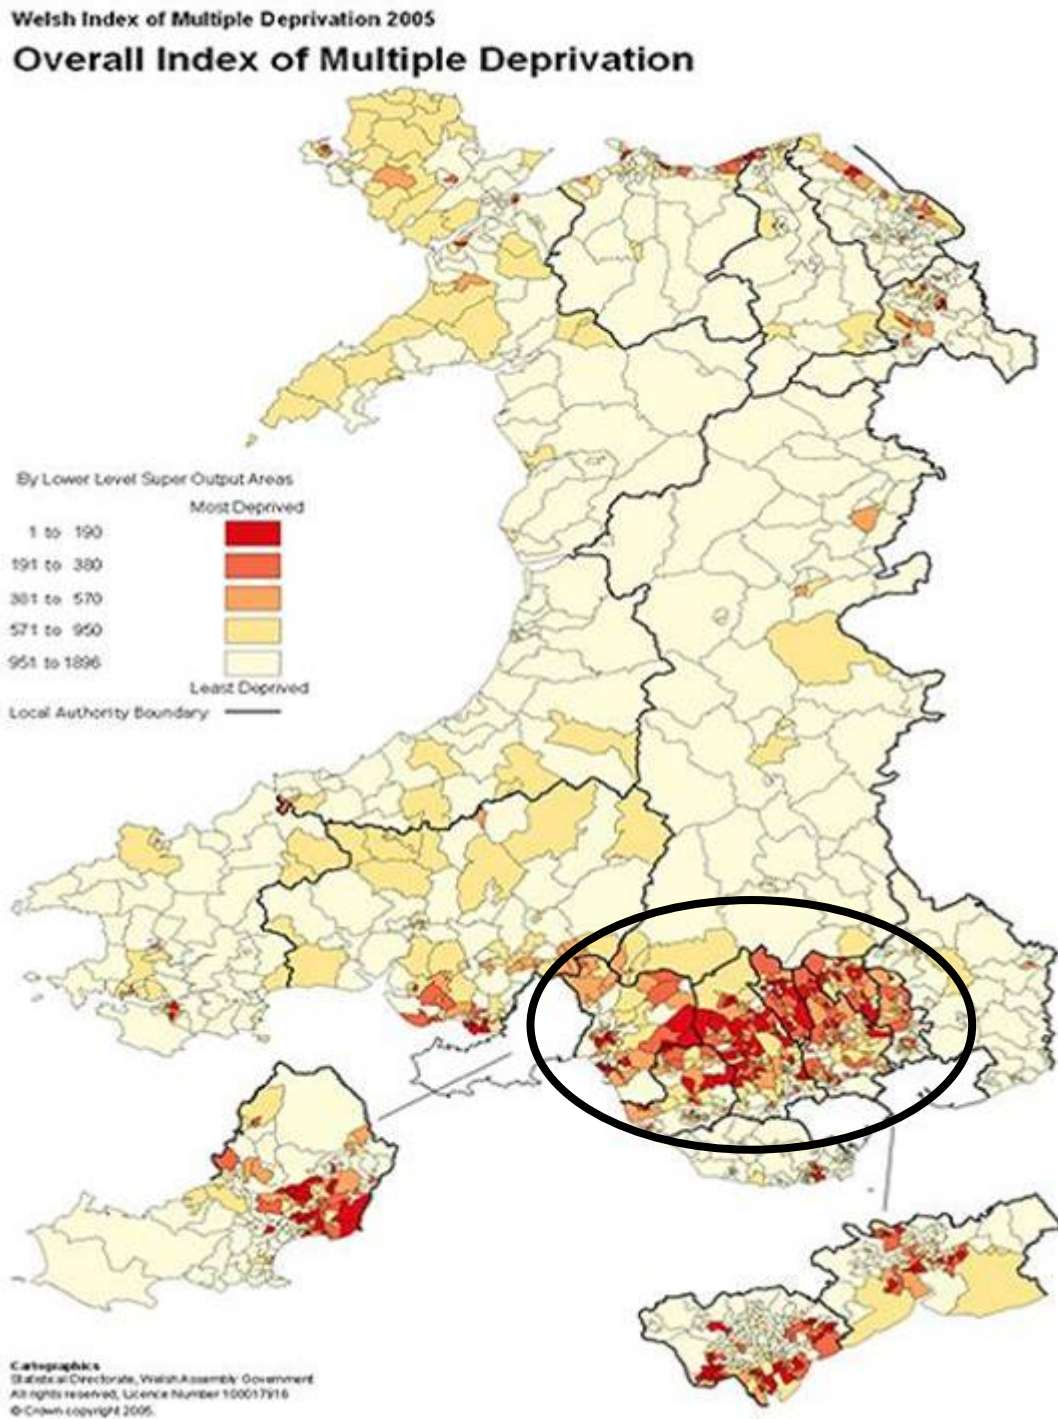 Welsh Index of Multiple Deprivation 2005
Overall Index of Multiple Deprivation
By Lower Level Super Output Areas
Most Deprived
1 to 190
191 to 380
381 to 570
571 to 950
951 to 1896
Least Deprived
Local Authority Boundary
Cartographics
Statistical Directorate, Welsh Assembly Government
All rights reserved, Licence Number 100017916
© Crown copyright 2005.